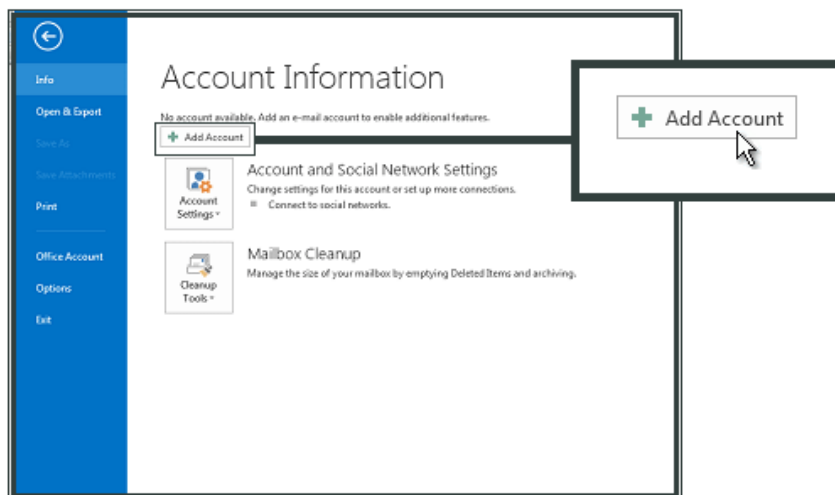 Info
Open & Export
Save As
Save Attachments
Print
Office Account
Options
Exit
Account Information
No account available. Add an e-mail account to enable additional features.
Add Account
Account Settings
Account and Social Network Settings
Change settings for this account or set up more connections.
Connect to social networks.
Cleanup Tools
Mailbox Cleanup
Manage the size of your mailbox by emptying Deleted Items and archiving.
Add Account